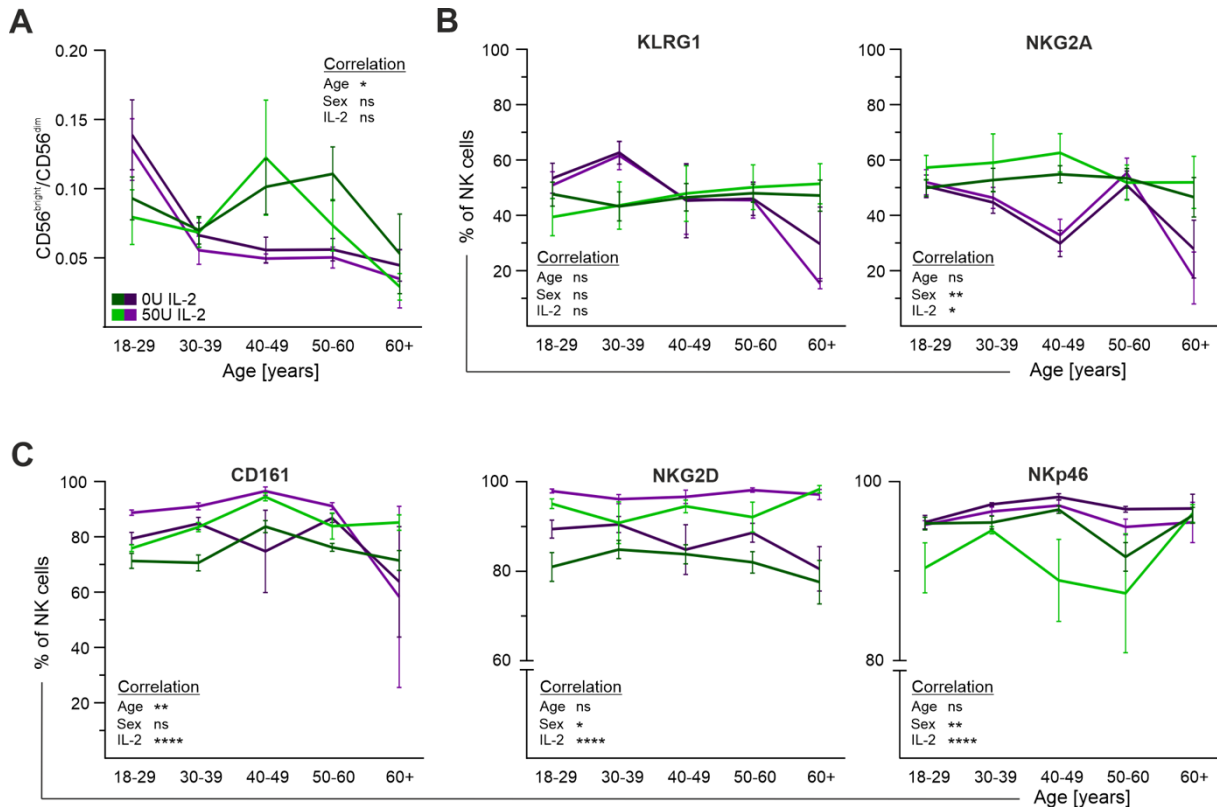 A
0.20
0.15
0.10
0.05
CD56bright/CD56dim
Correlation
Age *
Sex ns
IL-2 ns
0U IL-2
50U IL-2
18-29 30-39 40-49 50-60 60+
Age [years]
B
KLRG1
100
80
60
40
20
% of NK cells
Correlation
Age ns
Sex ns
IL-2 ns
18-29 30-39 40-49 50-60 60+
NKG2A
100
80
60
40
20
Correlation
Age ns
Sex **
IL-2 *
18-29 30-39 40-49 50-60 60+
Age [years]
C
CD161
100
80
60
40
20
% of NK cells
Correlation
Age **
Sex ns
IL-2 ****
18-29 30-39 40-49 50-60 60+
NKG2D
100
80
60
Correlation
Age ns
Sex *
IL-2 ****
18-29 30-39 40-49 50-60 60+
NKp46
100
80
Correlation
Age ns
Sex **
IL-2 ****
18-29 30-39 40-49 50-60 60+
Age [years]